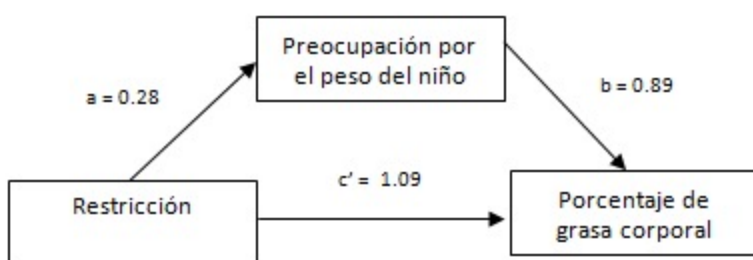 Preocupación por
el peso del niño
a = 0.28
b = 0.89
c’ = 1.09
Restricción
Porcentaje de
grasa corporal